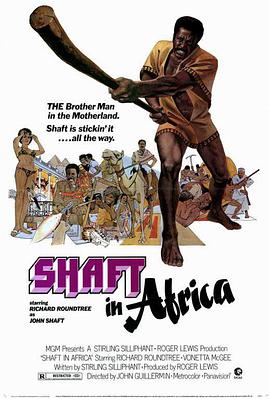 THE Brother Man
in the Motherland.
Shaft is stickin' it
....all the way.
SHAFT
in Africa
starring
RICHARD ROUNDTREE
as
JOHN SHAFT
MGM Presents A STIRLING SILLIPHANT • ROGER LEWIS Production
"SHAFT IN AFRICA" Starring RICHARD ROUNDTREE • VONETTA McGEE
Written by STIRLING SILLIPHANT • Produced by ROGER LEWIS
Directed by JOHN GUILLERMIN • Metrocolor • Panavision
R RESTRICTED
MGM